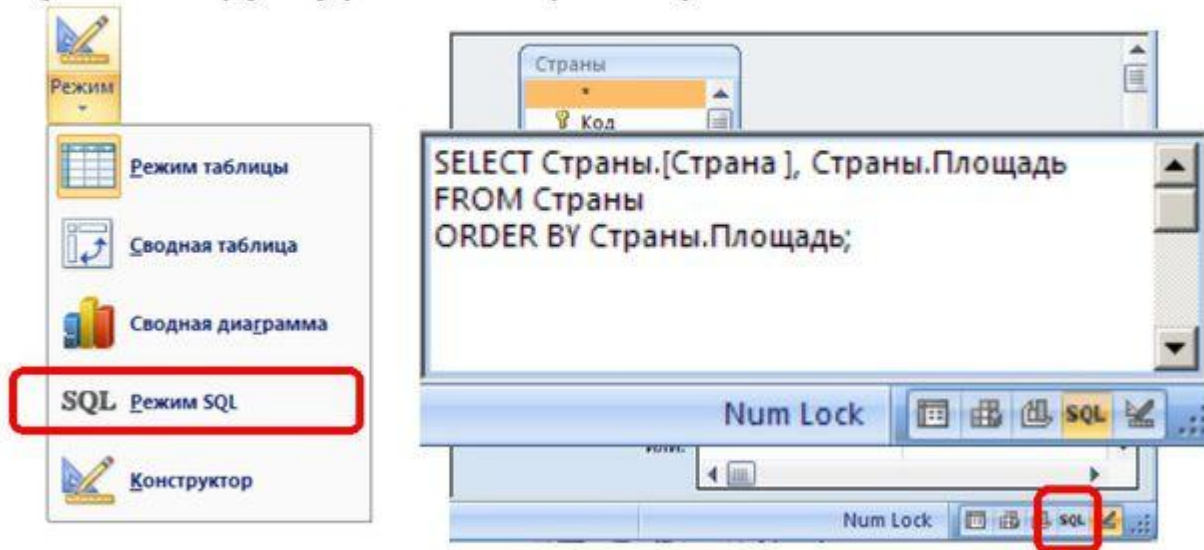 Режим
Режим таблицы
Сводная таблица
Сводная диаграмма
SQL Режим SQL
Конструктор
Страны
*
Код
SELECT Страны.[Страна ], Страны.Площадь
FROM Страны
ORDER BY Страны.Площадь;
Num Lock
SQL
Num Lock
SQL